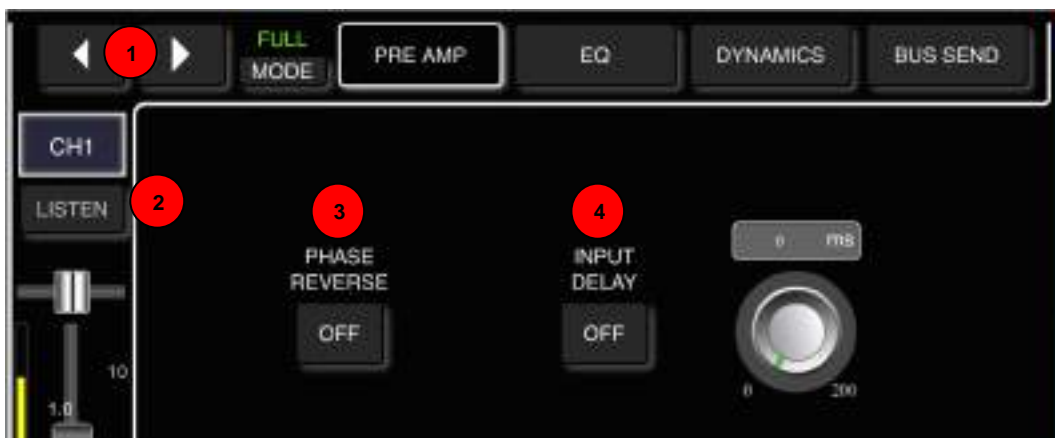 1
FULL
MODE
PRE AMP
EQ
DYNAMICS
BUS SEND
CH1
LISTEN
2
3
4
PHASE
REVERSE
INPUT
DELAY
0 ms
OFF
OFF
0
200
10
1.0